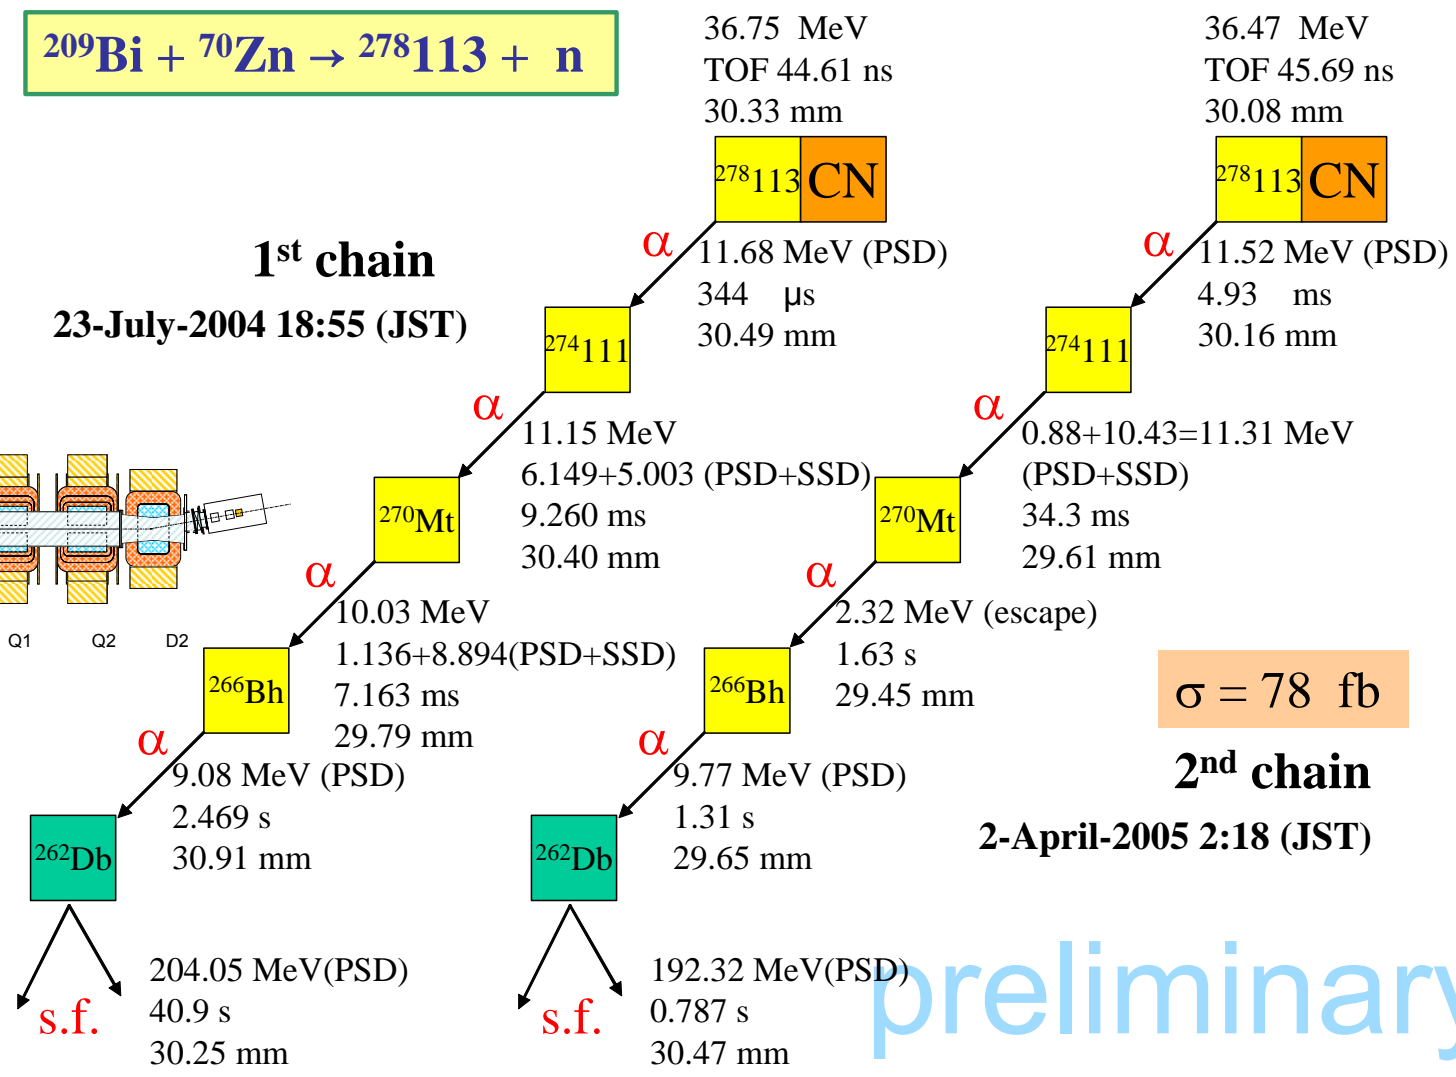 ²⁰⁹Bi + ⁷⁰Zn → ²⁷⁸113 + n
36.75 MeV
TOF 44.61 ns
30.33 mm
²⁷⁸113 CN
1st chain
23-July-2004 18:55 (JST)
α
11.68 MeV (PSD)
344 μs
30.49 mm
²⁷⁴111
α
11.15 MeV
6.149+5.003 (PSD+SSD)
9.260 ms
30.40 mm
²⁷⁰Mt
α
10.03 MeV
1.136+8.894(PSD+SSD)
7.163 ms
29.79 mm
²⁶⁶Bh
α
9.08 MeV (PSD)
2.469 s
30.91 mm
²⁶²Db
204.05 MeV(PSD)
40.9 s
30.25 mm
s.f.
Q1 Q2 D2
36.47 MeV
TOF 45.69 ns
30.08 mm
²⁷⁸113 CN
α
11.52 MeV (PSD)
4.93 ms
30.16 mm
²⁷⁴111
α
0.88+10.43=11.31 MeV
(PSD+SSD)
34.3 ms
29.61 mm
²⁷⁰Mt
α
2.32 MeV (escape)
1.63 s
29.45 mm
²⁶⁶Bh
α
9.77 MeV (PSD)
1.31 s
29.65 mm
²⁶²Db
192.32 MeV(PSD)
0.787 s
30.47 mm
s.f.
σ = 78 fb
2nd chain
2-April-2005 2:18 (JST)
preliminary